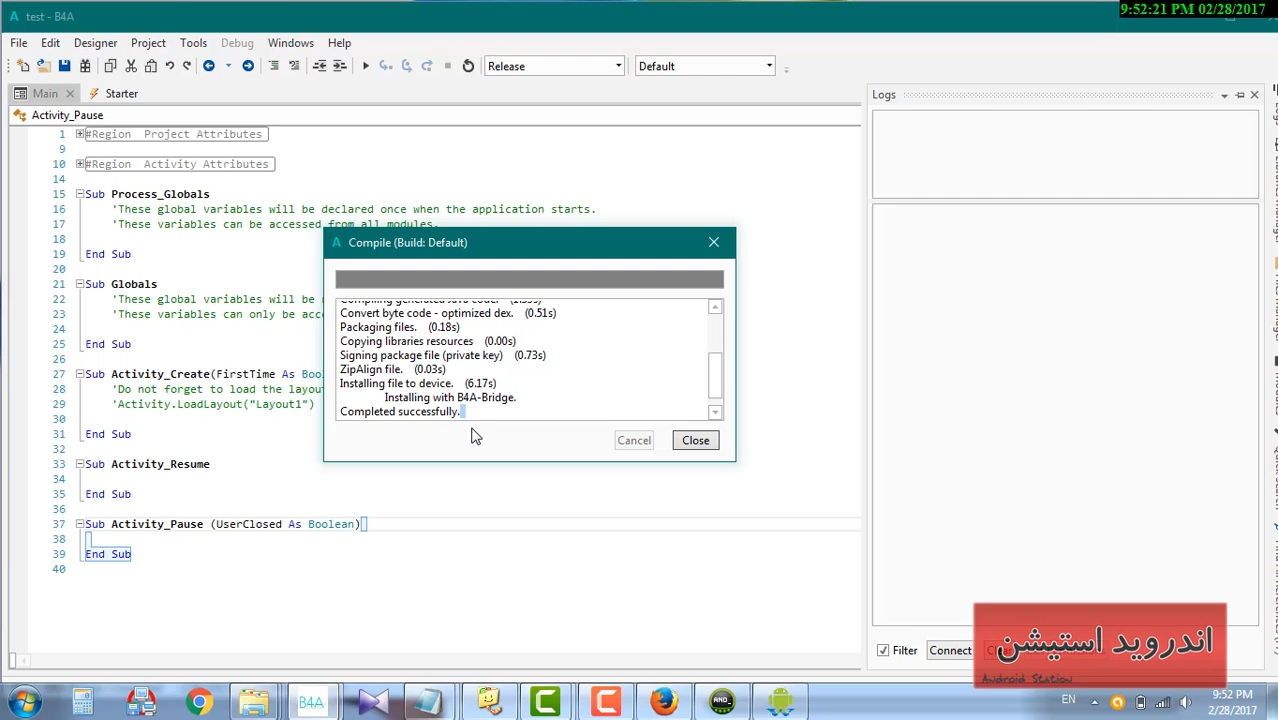 9:52:21 PM 02/28/2017
test - B4A
File Edit Designer Project Tools Debug Windows Help
Release Default
Main Starter
Activity_Pause
Logs
1 #Region Project Attributes
9
10 #Region Activity Attributes
14
15 Sub Process_Globals
16 'These global variables will be declared once when the application starts.
17 'These variables can be accessed from all modules.
18
19 End Sub
20
21 Sub Globals
22 'These global variables will be
23 'These variables can only be acc
24
25 End Sub
26
27 Sub Activity_Create(FirstTime As Boo
28 'Do not forget to load the layou
29 'Activity.LoadLayout("Layout1")
30
31 End Sub
32
33 Sub Activity_Resume
34
35 End Sub
36
37 Sub Activity_Pause (UserClosed As Boolean)
38
39 End Sub
40
Compile (Build: Default)
Compiling generated Java code.
Convert byte code - optimized dex. (0.51s)
Packaging files. (0.18s)
Copying libraries resources (0.00s)
Signing package file (private key) (0.73s)
ZipAlign file. (0.03s)
Installing file to device. (6.17s)
Installing with B4A-Bridge.
Completed successfully.
Cancel Close
Filter Connect
اندروید استیشن
Android Station
B4A
AND_
EN
9:52 PM
2/28/2017